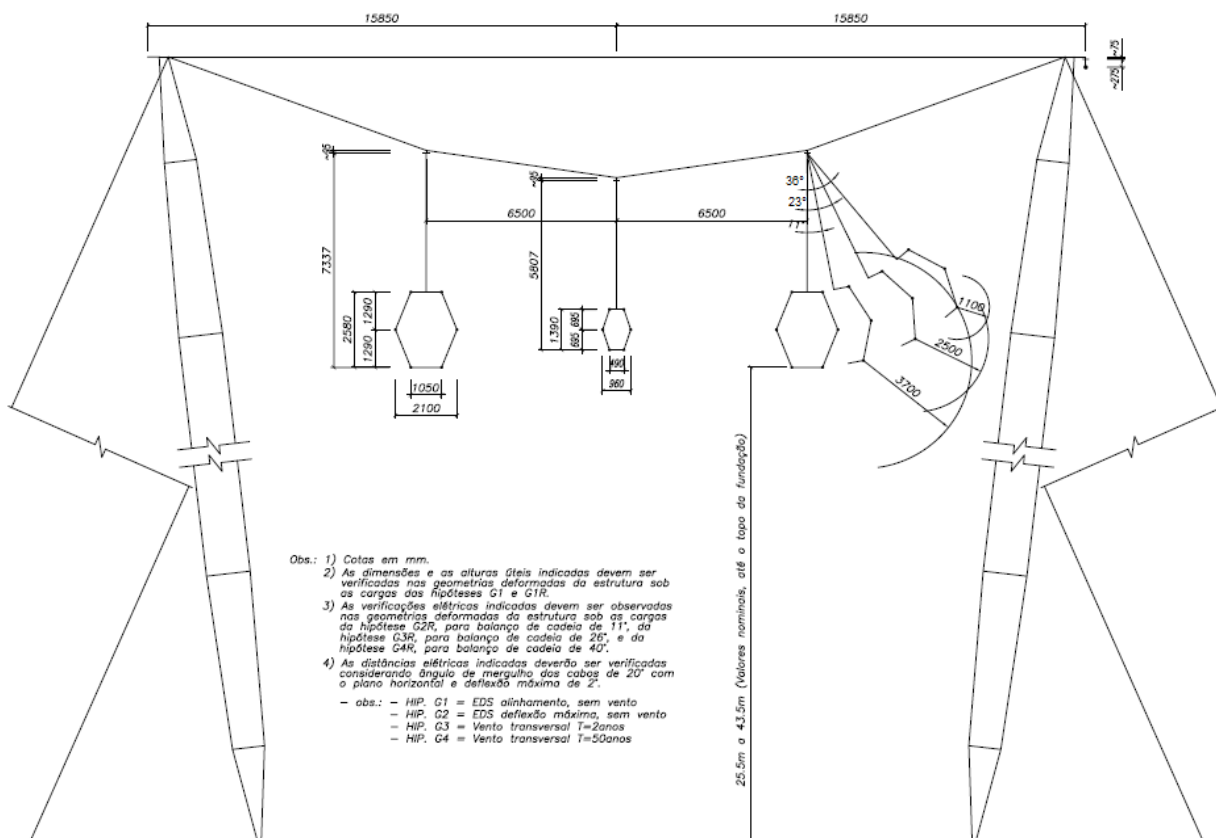 15850
15850
~75
~275
~95
~95
36°
23°
11°
6500
6500
7337
5807
2580
1290
1290
1390
695
695
490
960
1050
2100
1100
2500
3700
25.5m a 43.5m (Valores nominais, até o topo da fundação)
Obs.: 1) Cotas em mm.
2) As dimensões e as alturas úteis indicadas devem ser
verificadas nas geometrias deformadas da estrutura sob
as cargas das hipóteses G1 e G1R.
3) As verificações elétricas indicadas devem ser observadas
nas geometrias deformadas da estrutura sob as cargas
da hipótese G2R, para balanço de cadeia de 11°, da
hipótese G3R, para balanço de cadeia de 26°, e da
hipótese G4R, para balanço de cadeia de 40°.
4) As distâncias elétricas indicadas deverão ser verificadas
considerando ângulo de mergulho dos cabos de 20° com
o plano horizontal e deflexão máxima de 2°.
- obs.: - HIP. G1 = EDS alinhamento, sem vento
- HIP. G2 = EDS deflexão máxima, sem vento
- HIP. G3 = Vento transversal T=2anos
- HIP. G4 = Vento transversal T=50anos